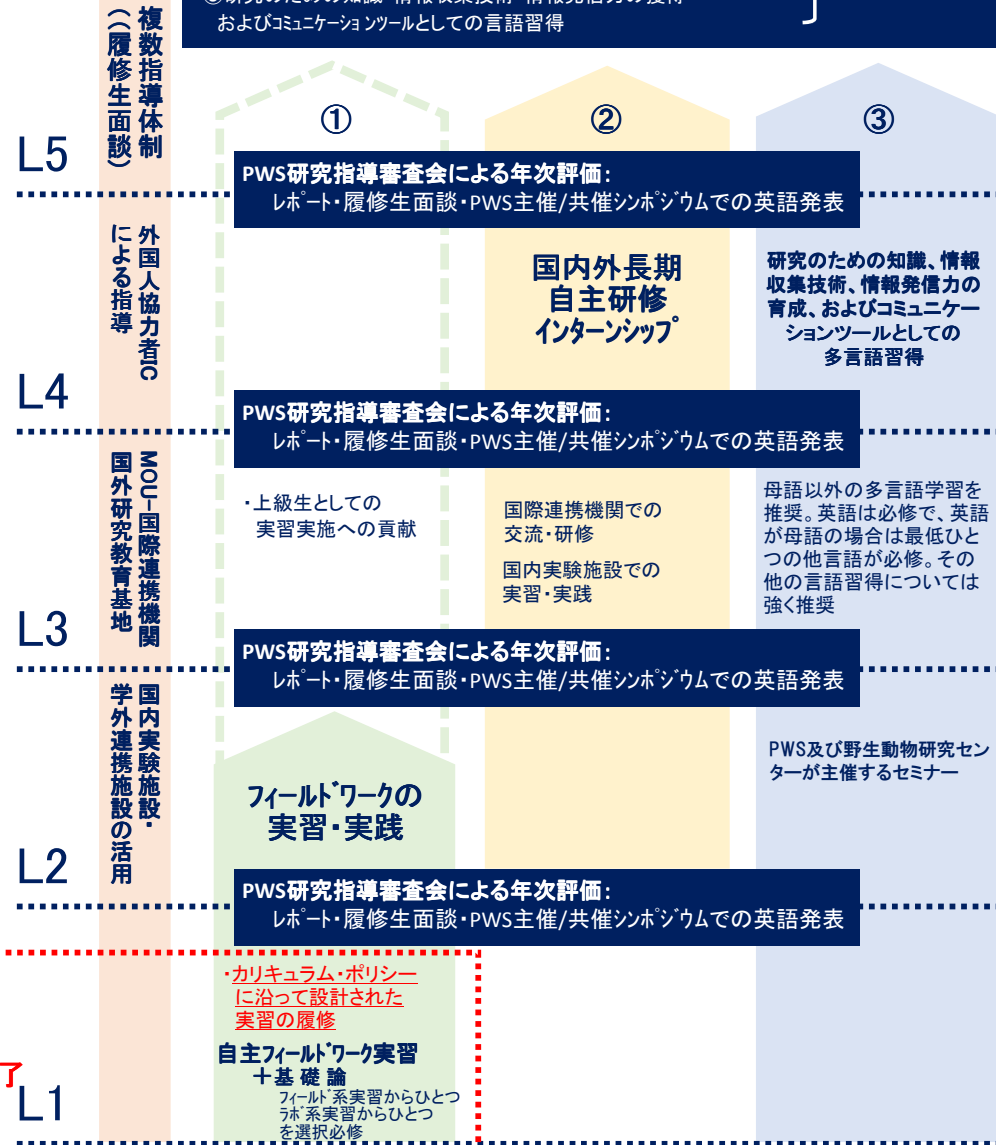 およびコミュニケーションツールとしての言語習得
複数指導体制
(（履修生面談）
①
②
③
L5
PWS研究指導審査会による年次評価:
レポート・履修生面談・PWS主催/共催シンポジウムでの英語発表
外国人協力者IC
による指導
国内外長期
自主研修
インターンシップ
研究のための知識、情報
収集技術、情報発信力の
育成、およびコミュニケー
ションツールとしての
多言語習得
L4
PWS研究指導審査会による年次評価:
レポート・履修生面談・PWS主催/共催シンポジウムでの英語発表
MOU-国際連携機関
国外研究教育基地
・上級生としての
実習実施への貢献
国際連携機関での
交流・研修
国内実験施設での
実習・実践
母語以外の多言語学習を
推奨。英語は必修で、英語
が母語の場合は最低ひと
つの他言語が必修。その
他の言語習得については
強く推奨
L3
PWS研究指導審査会による年次評価:
レポート・履修生面談・PWS主催/共催シンポジウムでの英語発表
国内実験施設・
学外連携施設の活用
フィールドワークの
実習・実践
PWS及び野生動物研究セン
ターが主催するセミナー
L2
PWS研究指導審査会による年次評価:
レポート・履修生面談・PWS主催/共催シンポジウムでの英語発表
・カリキュラム・ポリシー
に沿って設計された
実習の履修
自主フィールドワーク実習
＋基礎論
フィールド系実習からひとつ
ラボ系実習からひとつ
を選択必修
了
L1